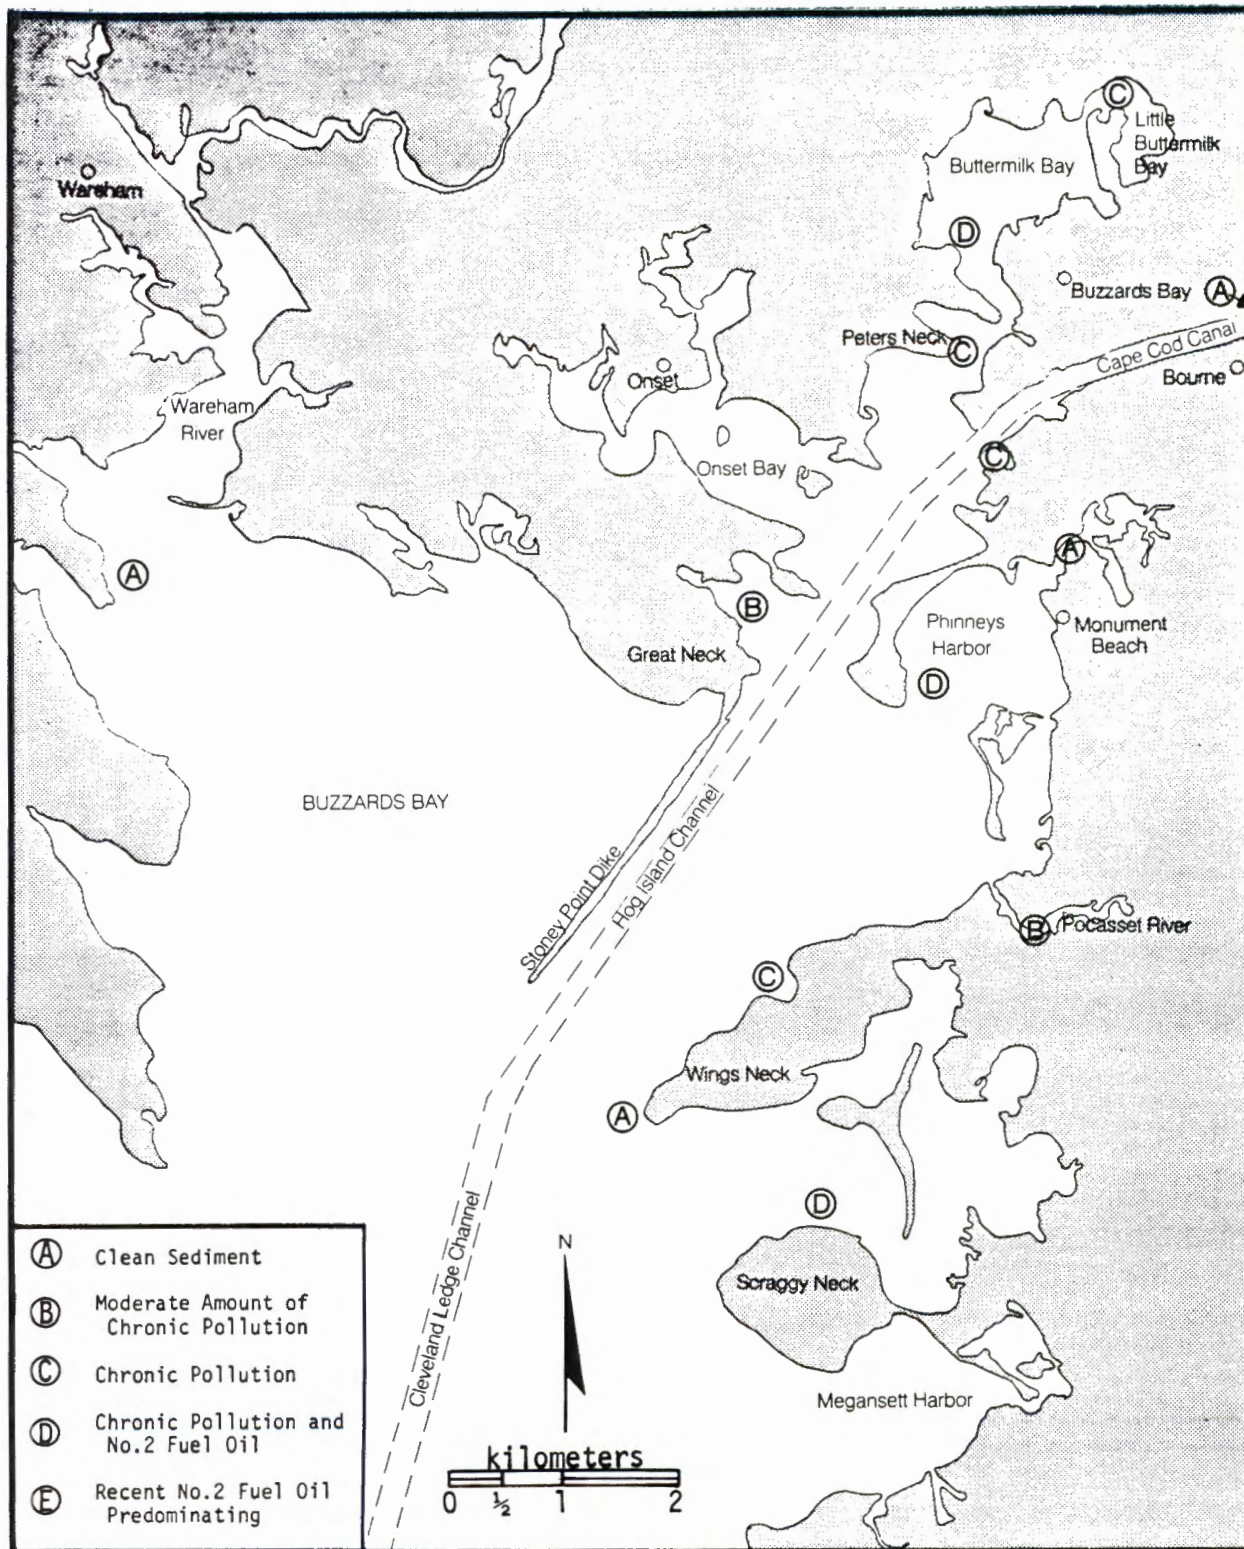 C
Little
Buttermilk
Bay
Buttermilk Bay
Wareham
D
Buzzards Bay
A
Peters Neck
C
Cape Cod Canal
Bourne
Onset
Wareham
River
C
Onset Bay
A
A
B
Phinneys
Harbor
Monument
Beach
Great Neck
D
BUZZARDS BAY
Stoney Point Dike
Hog Island Channel
B
Pocasset River
C
Wings Neck
A
D
Scraggy Neck
Cleveland Ledge Channel
N
Megansett Harbor
A Clean Sediment
B Moderate Amount of
Chronic Pollution
C Chronic Pollution
D Chronic Pollution and
No.2 Fuel Oil
E Recent No.2 Fuel Oil
Predominating
kilometers
0 ½ 1 2